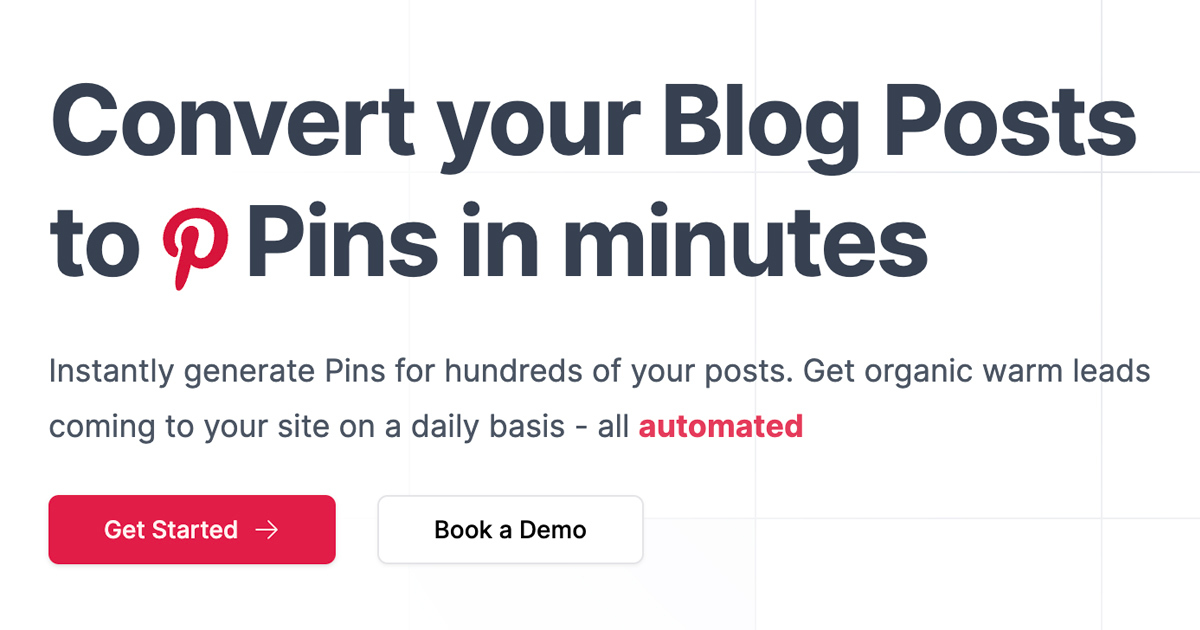 Convert your Blog Posts
to Pins in minutes
Instantly generate Pins for hundreds of your posts. Get organic warm leads
coming to your site on a daily basis - all automated
Get Started →
Book a Demo